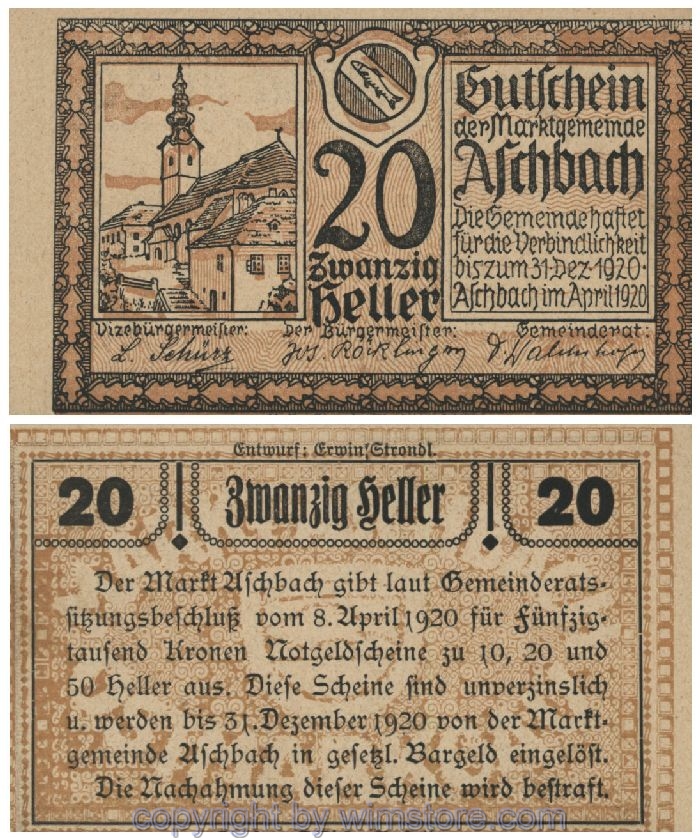 Gutschein
der Marktgemeinde
Aschbach
Die Gemeinde haftet
für die Verbindlichkeit
bis zum 31. Dez. 1920.
Aschbach im April 1920
20
Zwanzig
Heller
Vizebürgermeister: Der Bürgermeister: Gemeinderat:
L. Schürz Jos.
Entwurf: Erwin Strondl.
20 Zwanzig Heller 20
Der Markt Aschbach gibt laut Gemeinderats-
sitzungsbeschluß vom 8. April 1920 für Fünfzig-
tausend Kronen Notgeldscheine zu 10, 20 und
50 Heller aus. Diese Scheine sind unverzinslich
u. werden bis 31. Dezember 1920 von der Markt-
gemeinde Aschbach in gesetzl. Bargeld eingelöst.
Die Nachahmung dieser Scheine wird bestraft.
copyright by wimstore.com